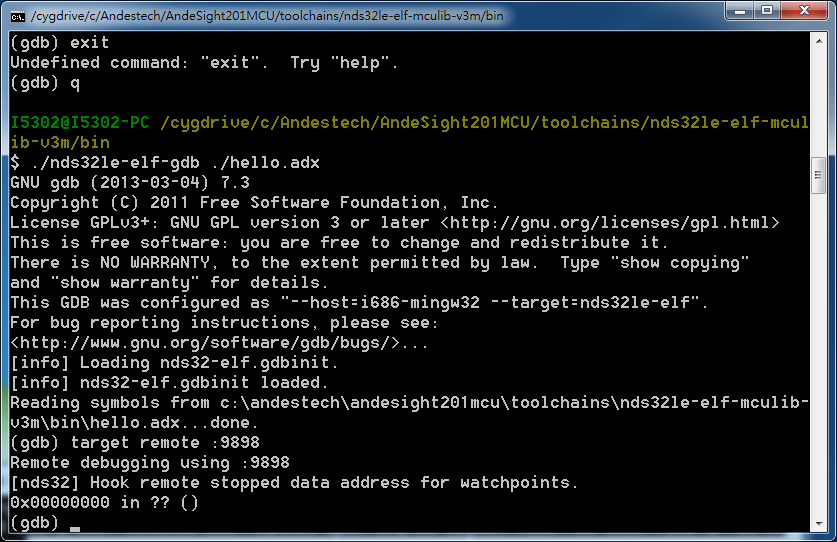 /cygdrive/c/Andestech/AndeSight201MCU/toolchains/nds32le-elf-mculib-v3m/bin
(gdb) exit
Undefined command: "exit".  Try "help".
(gdb) q
I5302@I5302-PC /cygdrive/c/Andestech/AndeSight201MCU/toolchains/nds32le-elf-mcul
ib-v3m/bin
$ ./nds32le-elf-gdb ./hello.adx
GNU gdb (2013-03-04) 7.3
Copyright (C) 2011 Free Software Foundation, Inc.
License GPLv3+: GNU GPL version 3 or later <http://gnu.org/licenses/gpl.html>
This is free software: you are free to change and redistribute it.
There is NO WARRANTY, to the extent permitted by law.  Type "show copying"
and "show warranty" for details.
This GDB was configured as "--host=i686-mingw32 --target=nds32le-elf".
For bug reporting instructions, please see:
<http://www.gnu.org/software/gdb/bugs/>...
[info] Loading nds32-elf.gdbinit.
[info] nds32-elf.gdbinit loaded.
Reading symbols from c:\andestech\andesight201mcu\toolchains\nds32le-elf-mculib-
v3m\bin\hello.adx...done.
(gdb) target remote :9898
Remote debugging using :9898
[nds32] Hook remote stopped data address for watchpoints.
0x00000000 in ?? ()
(gdb)